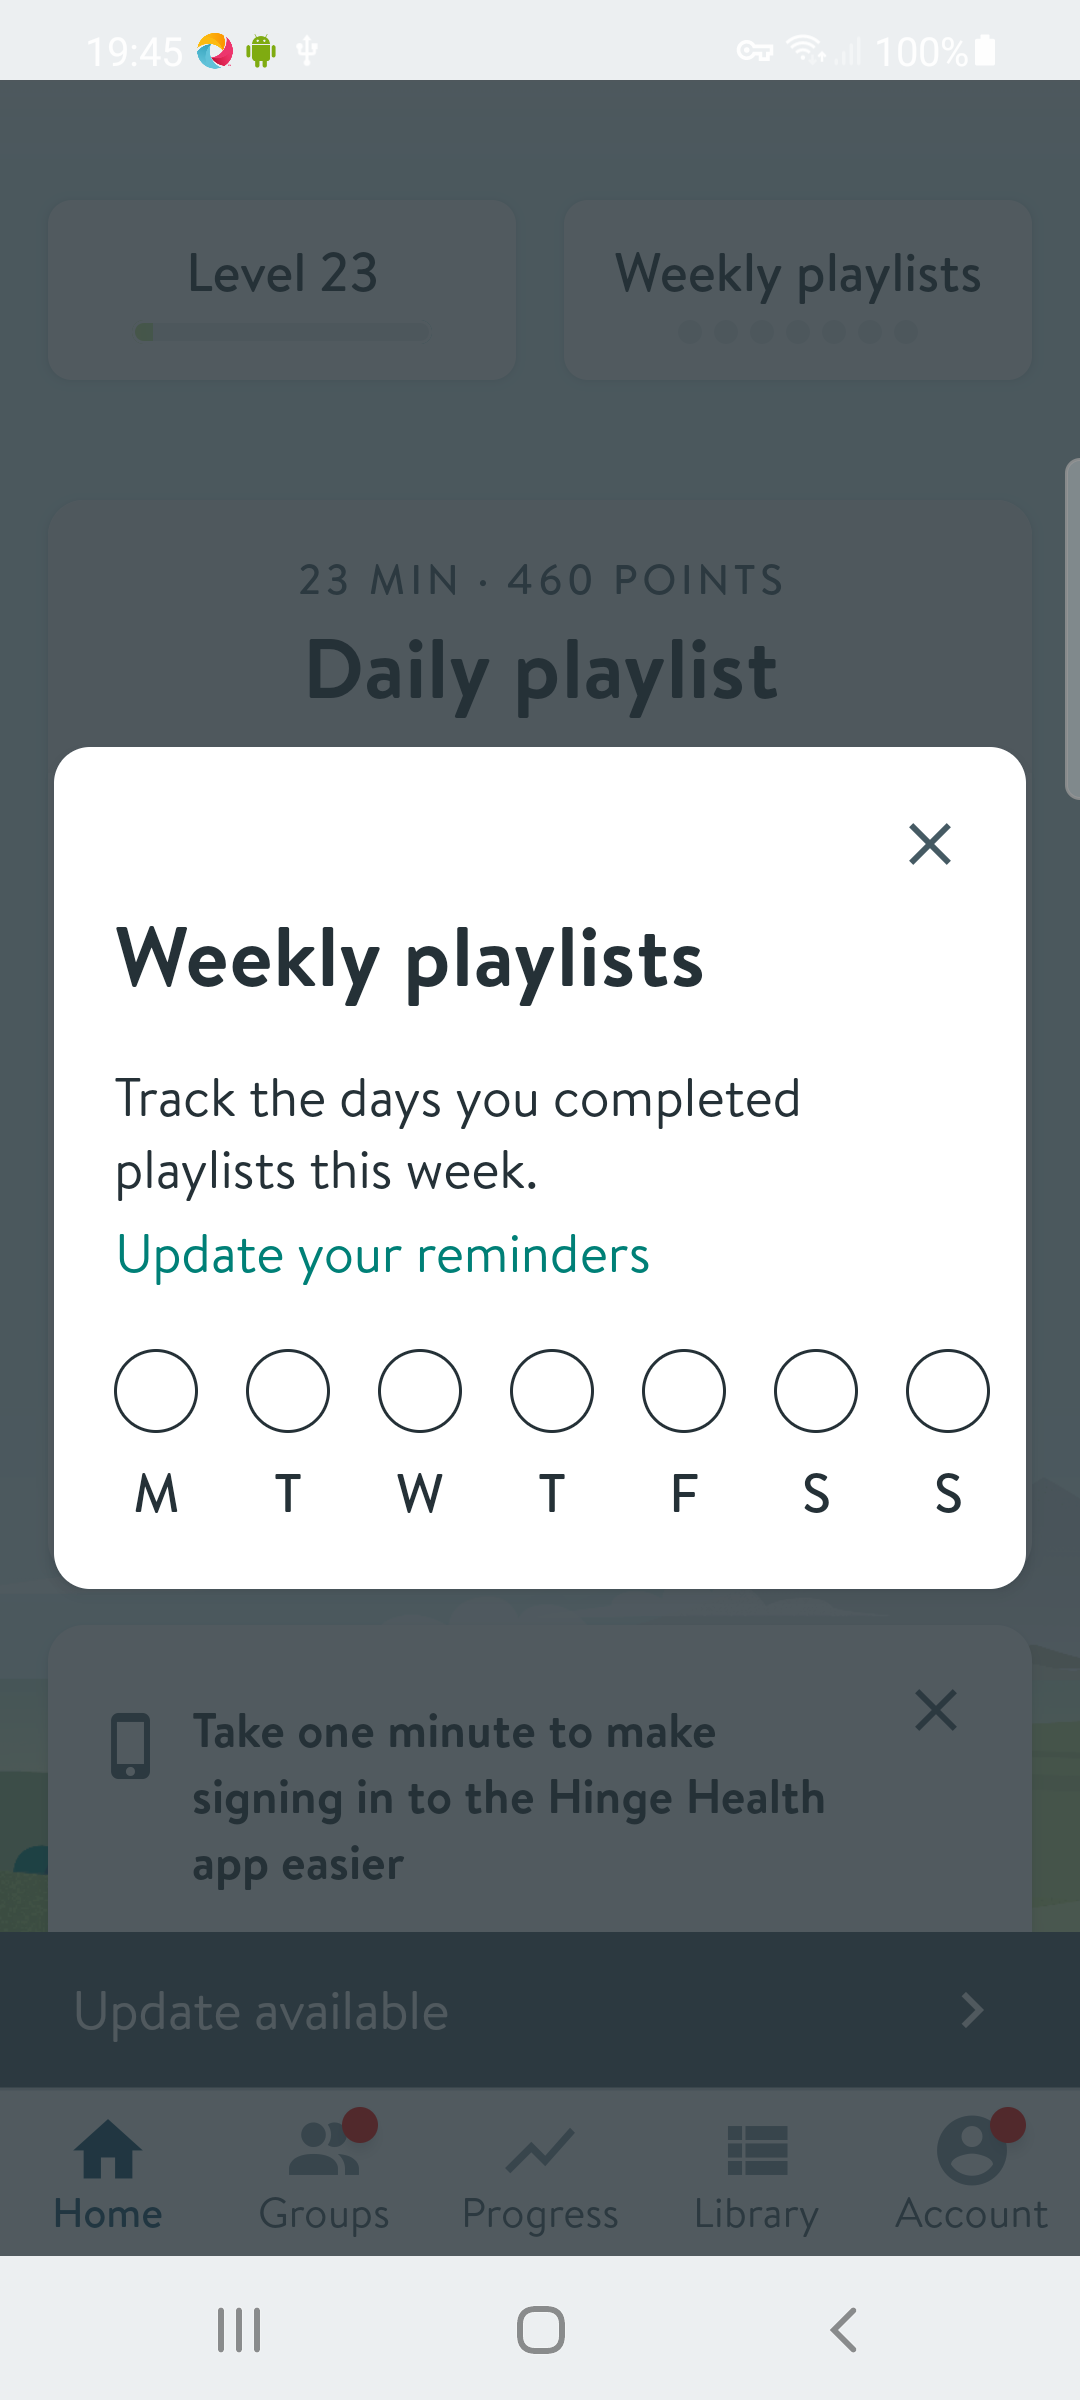 19:45
100%
Level 23
Weekly playlists
23 MIN · 460 POINTS
Daily playlist
Weekly playlists
Track the days you completed
playlists this week.
Update your reminders
M T W T F S S
Take one minute to make
signing in to the Hinge Health
app easier
Update available
Home Groups Progress Library Account